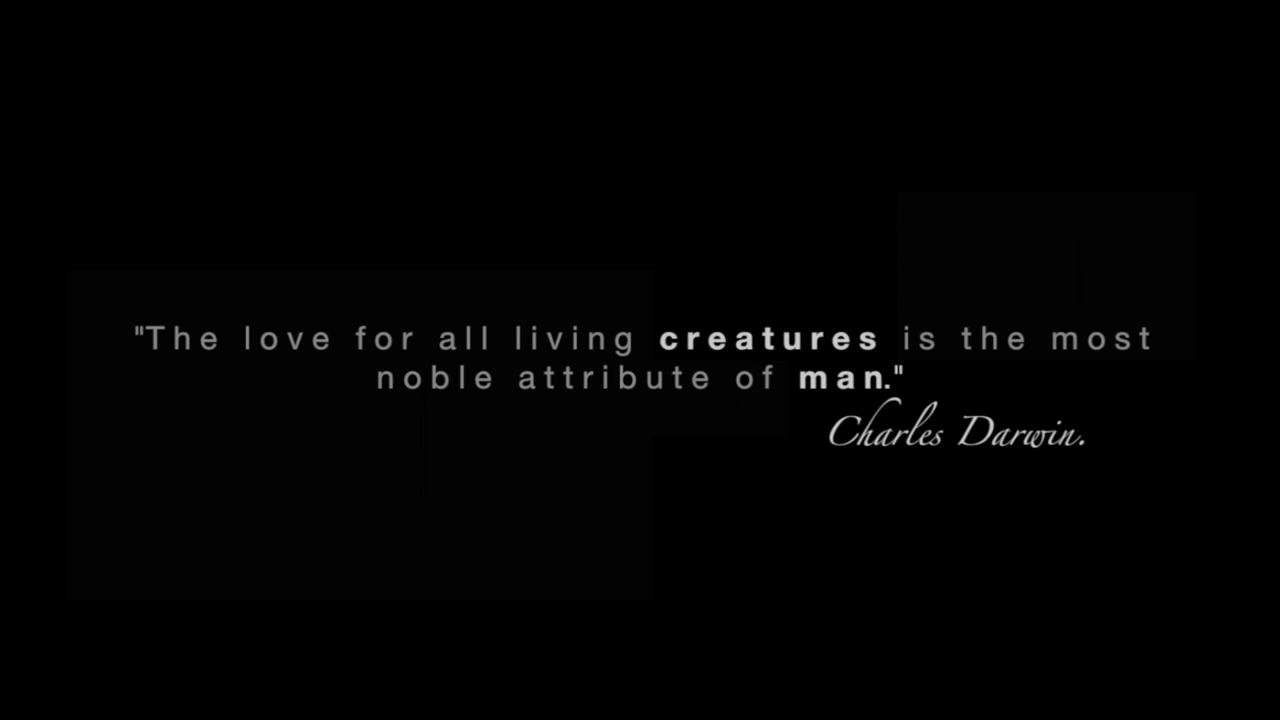 "The love for all living creatures is the most
noble attribute of man."
Charles Darwin.